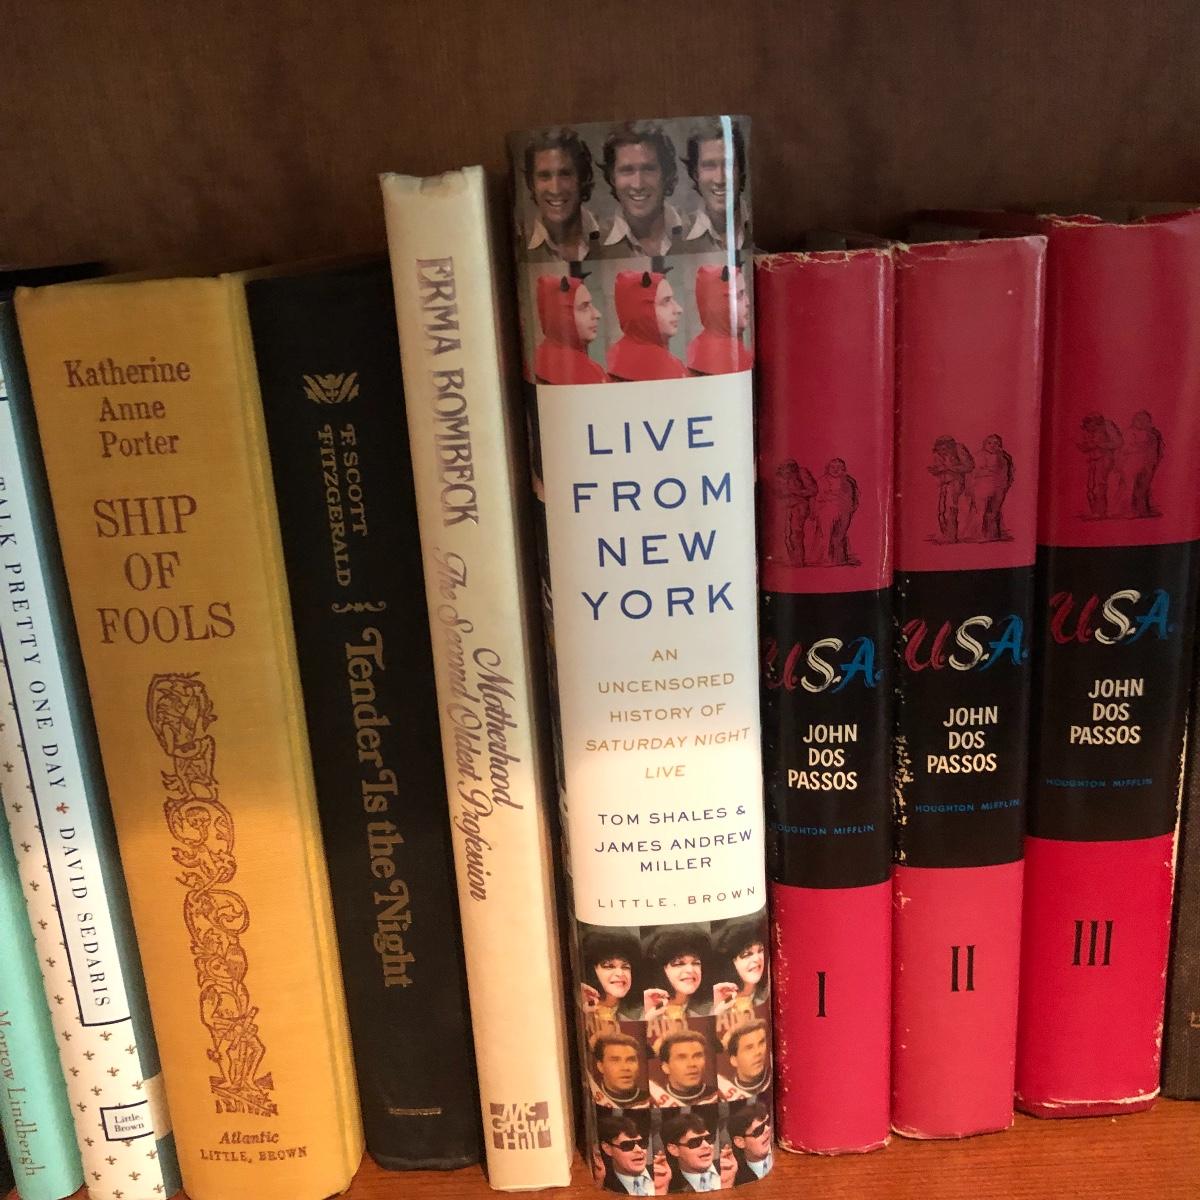 Morrow Lindbergh
TALK PRETTY ONE DAY DAVID SEDARIS
Little,
Brown
Katherine
Anne
Porter
SHIP
OF
FOOLS
Atlantic
LITTLE, BROWN
F. SCOTT
FITZGERALD
Tender Is the Night
ERMA BOMBECK
Motherhood
The Second Oldest Profession
Mc
Graw
Hill
LIVE
FROM
NEW
YORK
AN
UNCENSORED
HISTORY OF
SATURDAY NIGHT
LIVE
TOM SHALES &
JAMES ANDREW
MILLER
LITTLE, BROWN
U.S.A.
JOHN
DOS
PASSOS
HOUGHTON MIFFLIN
I
U.S.A.
JOHN
DOS
PASSOS
HOUGHTON MIFFLIN
II
U.S.A.
JOHN
DOS
PASSOS
HOUGHTON MIFFLIN
III